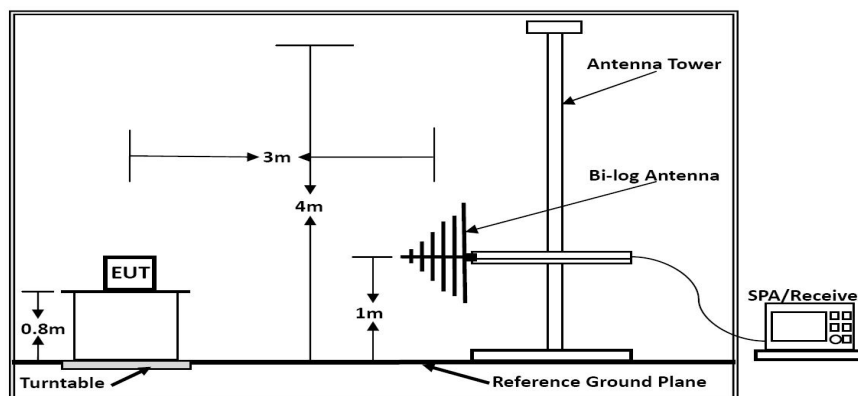 Antenna Tower
3m
Bi-log Antenna
4m
EUT
SPA/Receive
0.8m
1m
Turntable
Reference Ground Plane